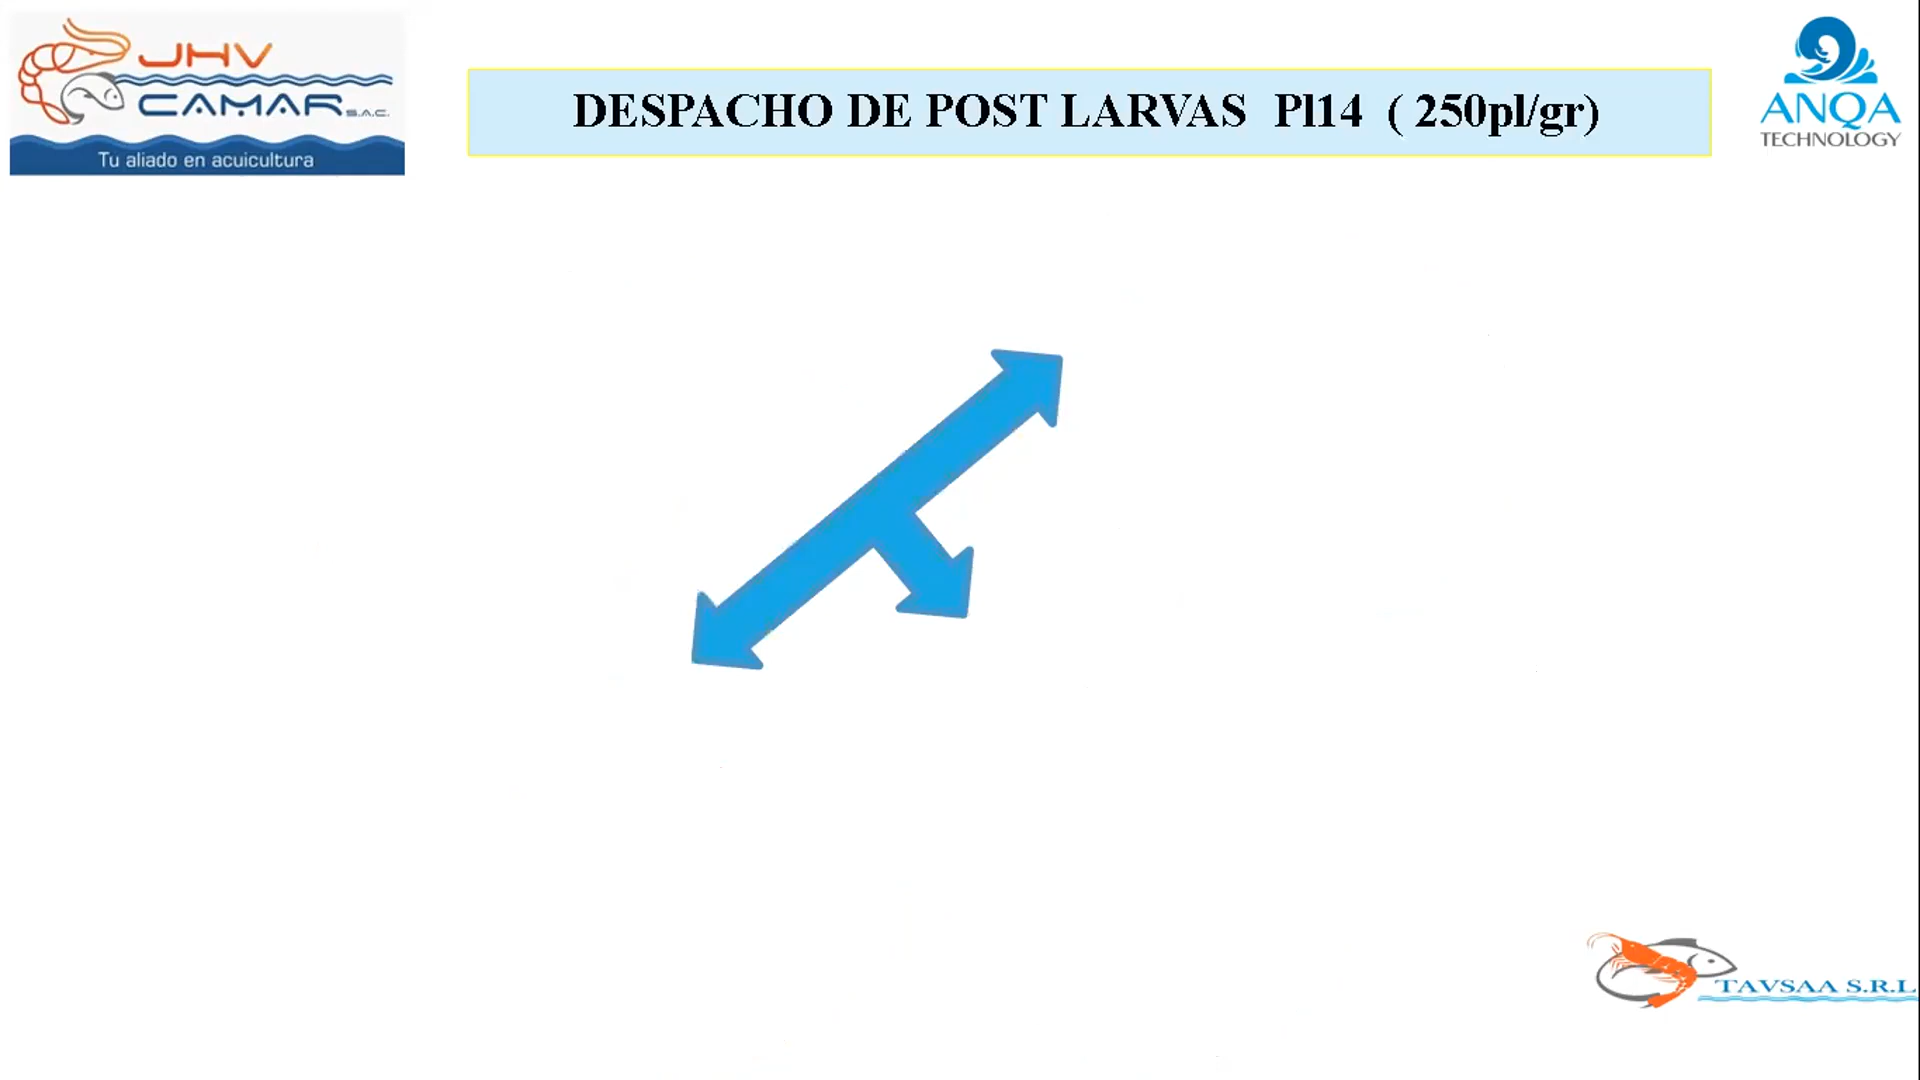 JHV
CAMAR S.A.C.
Tu aliado en acuicultura
DESPACHO DE POST LARVAS Pl14 ( 250pl/gr)
ANQA
TECHNOLOGY
TAVSAA S.R.L